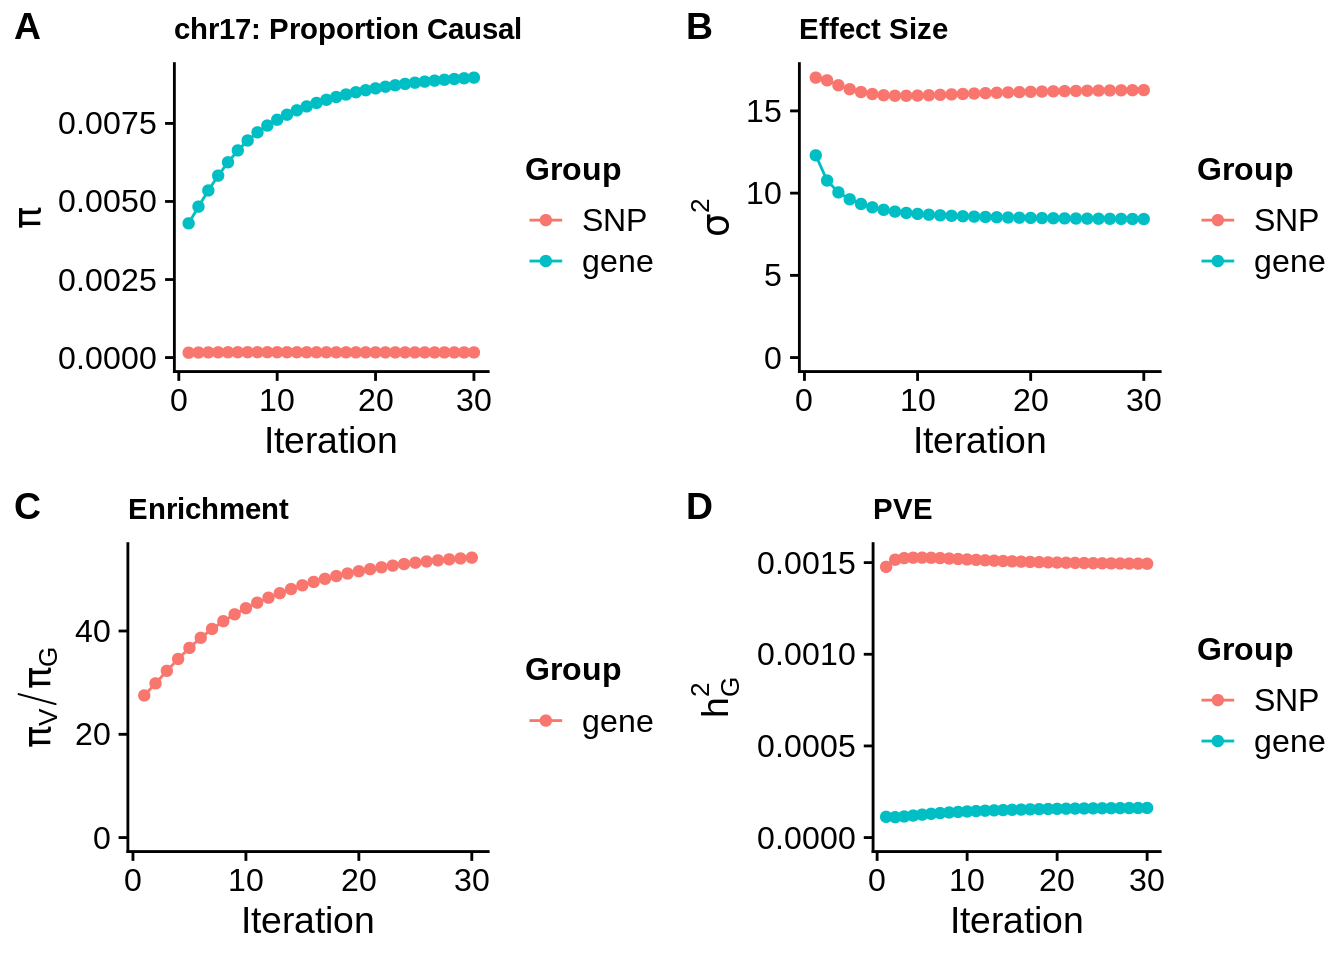 A
chr17: Proportion Causal
π
0.0075
0.0050
0.0025
0.0000
0 10 20 30
Iteration
Group
SNP
gene
B
Effect Size
σ²
15
10
5
0
0 10 20 30
Iteration
Group
SNP
gene
C
Enrichment
π_V/π_G
40
20
0
0 10 20 30
Iteration
Group
gene
D
PVE
h²_G
0.0015
0.0010
0.0005
0.0000
0 10 20 30
Iteration
Group
SNP
gene